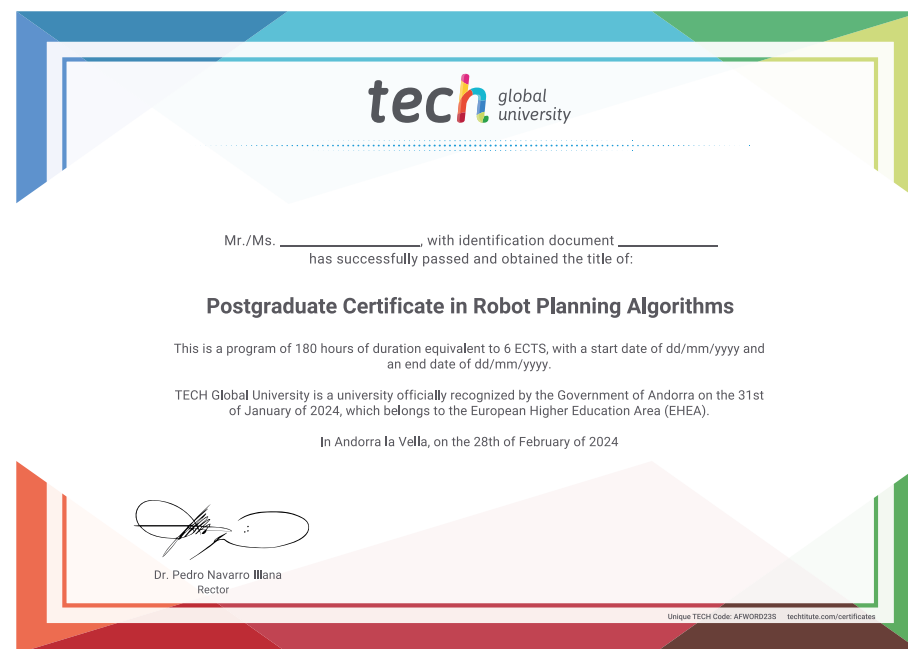 tech global university
Mr./Ms. ____________, with identification document ____________
has successfully passed and obtained the title of:
Postgraduate Certificate in Robot Planning Algorithms
This is a program of 180 hours of duration equivalent to 6 ECTS, with a start date of dd/mm/yyyy and
an end date of dd/mm/yyyy.
TECH Global University is a university officially recognized by the Government of Andorra on the 31st
of January of 2024, which belongs to the European Higher Education Area (EHEA).
In Andorra la Vella, on the 28th of February of 2024
Dr. Pedro Navarro Illana
Rector
Unique TECH Code: AFWORD23S techtitute.com/certificates